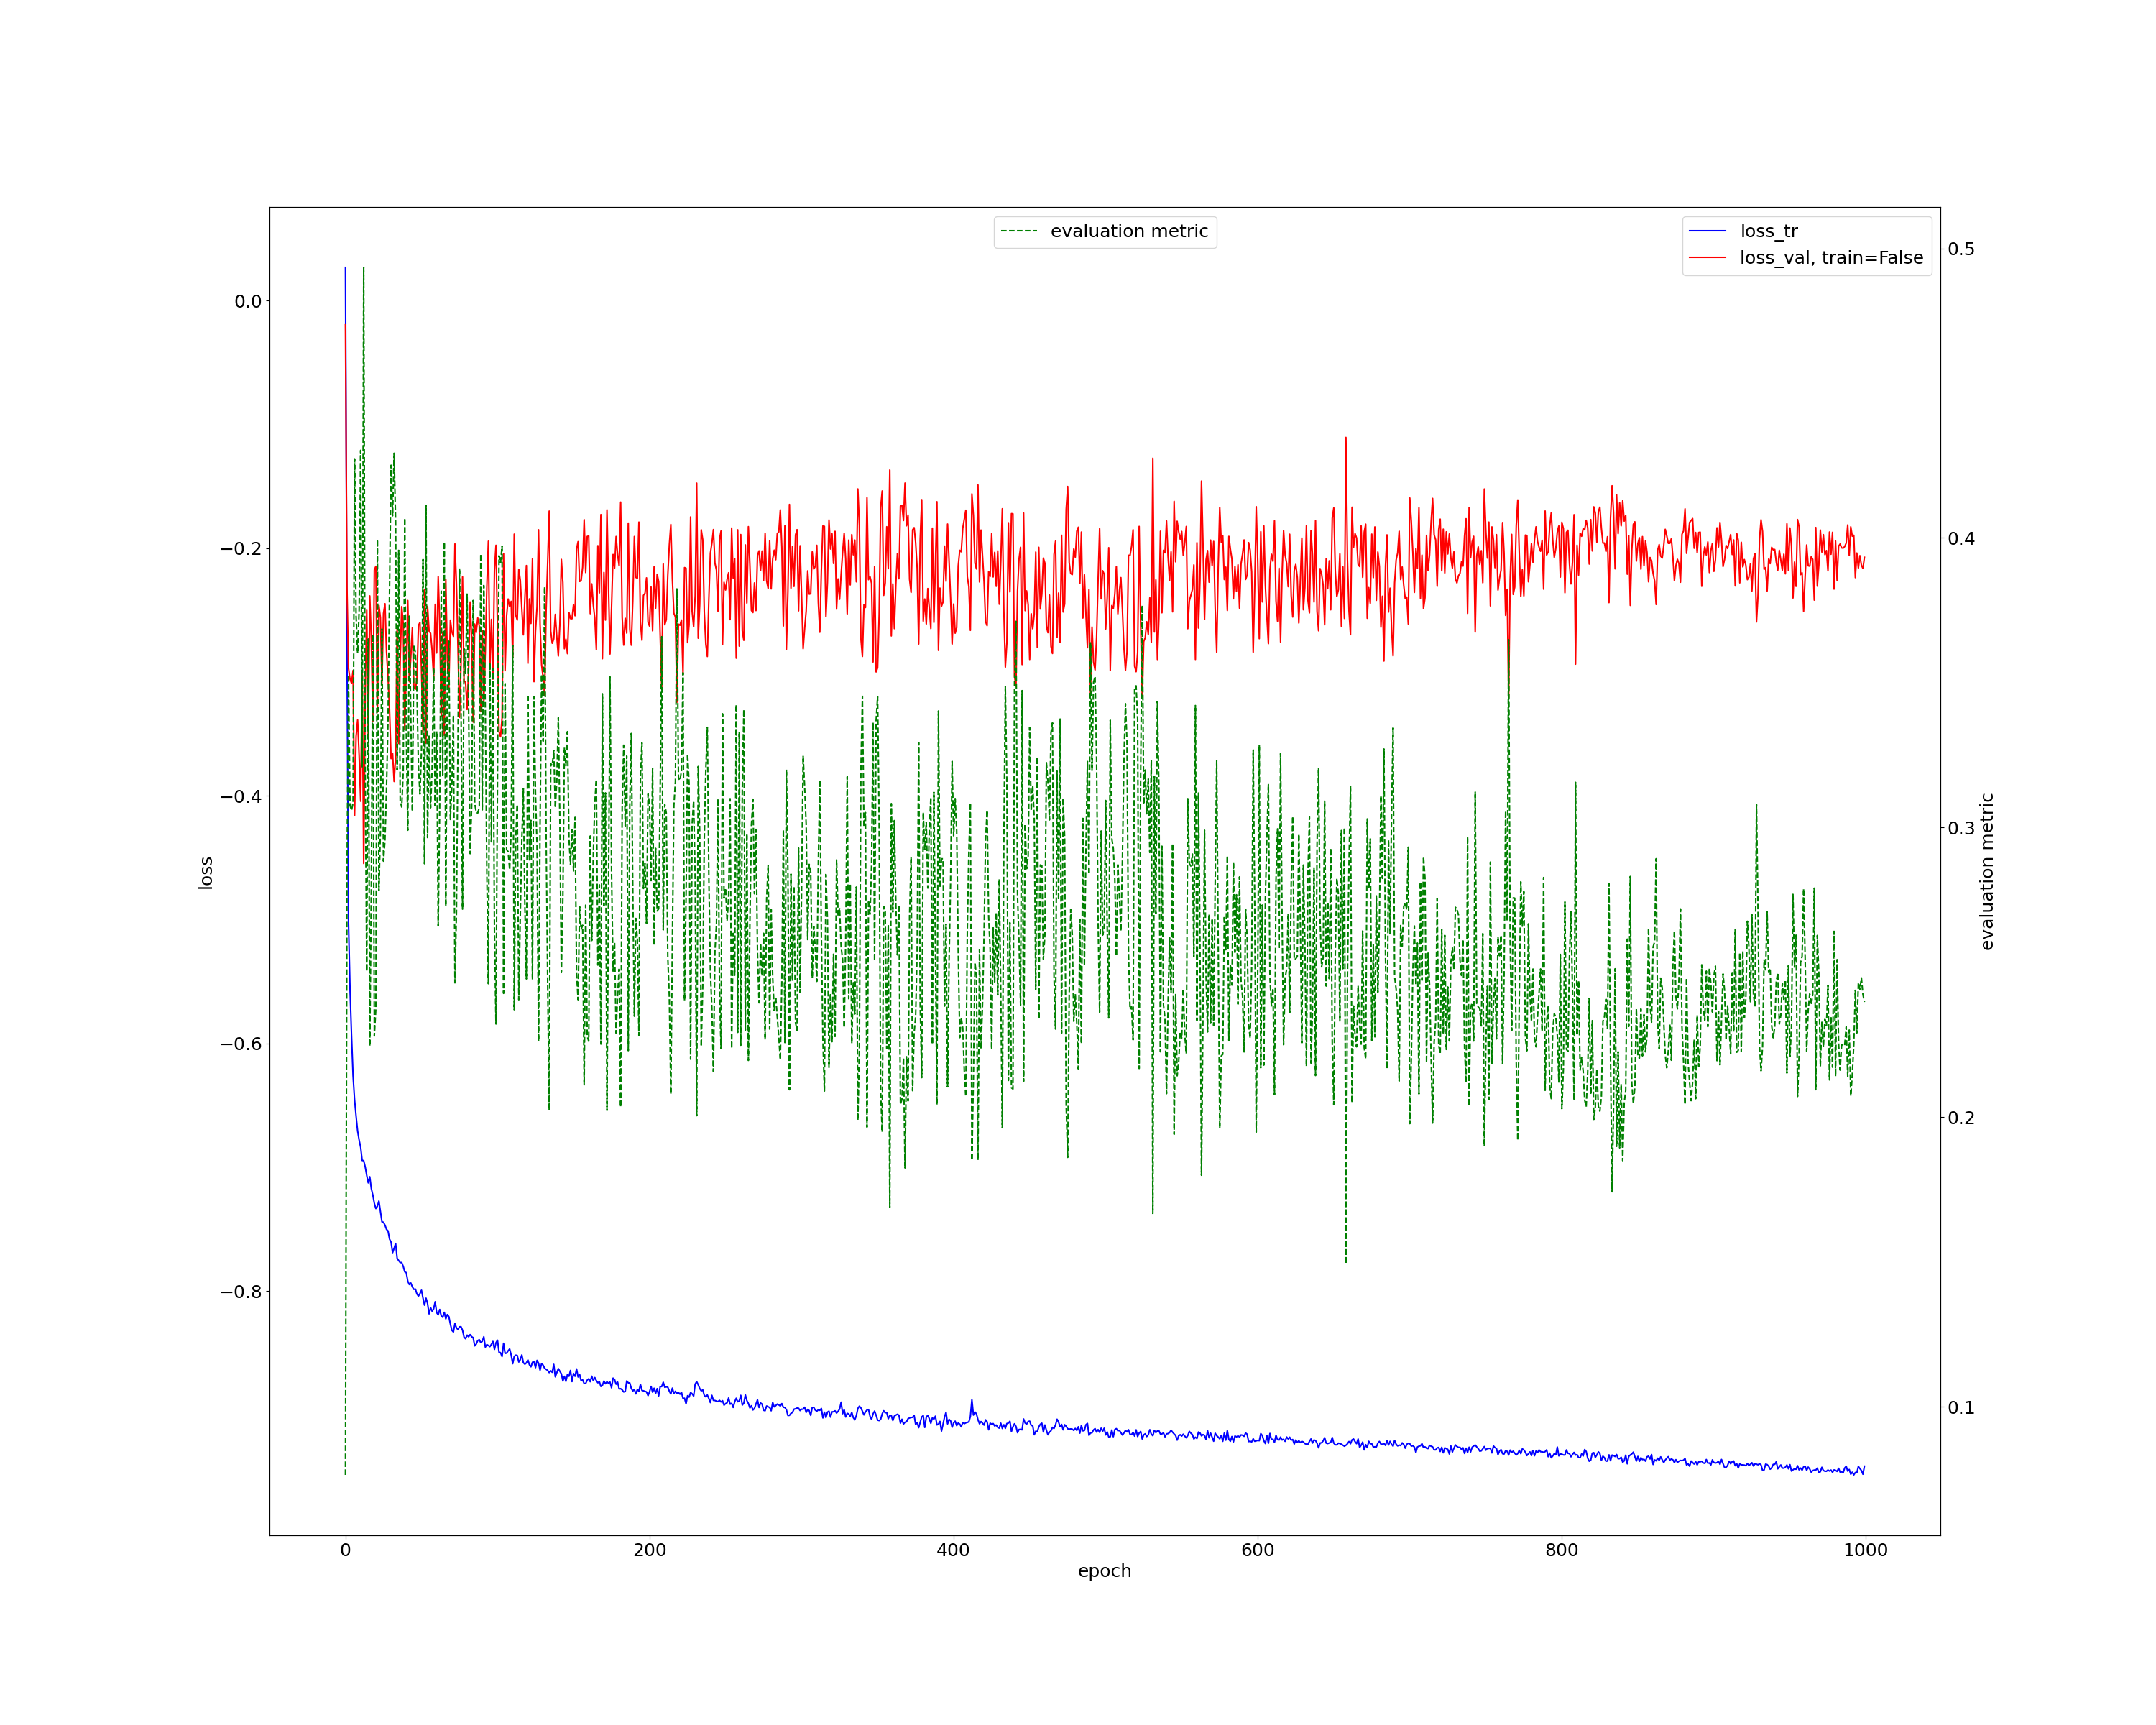 evaluation metric
loss_tr
loss_val, train=False
0.0
−0.2
−0.4
−0.6
−0.8
loss
0.5
0.4
0.3
0.2
0.1
evaluation metric
0
200
400
600
800
1000
epoch